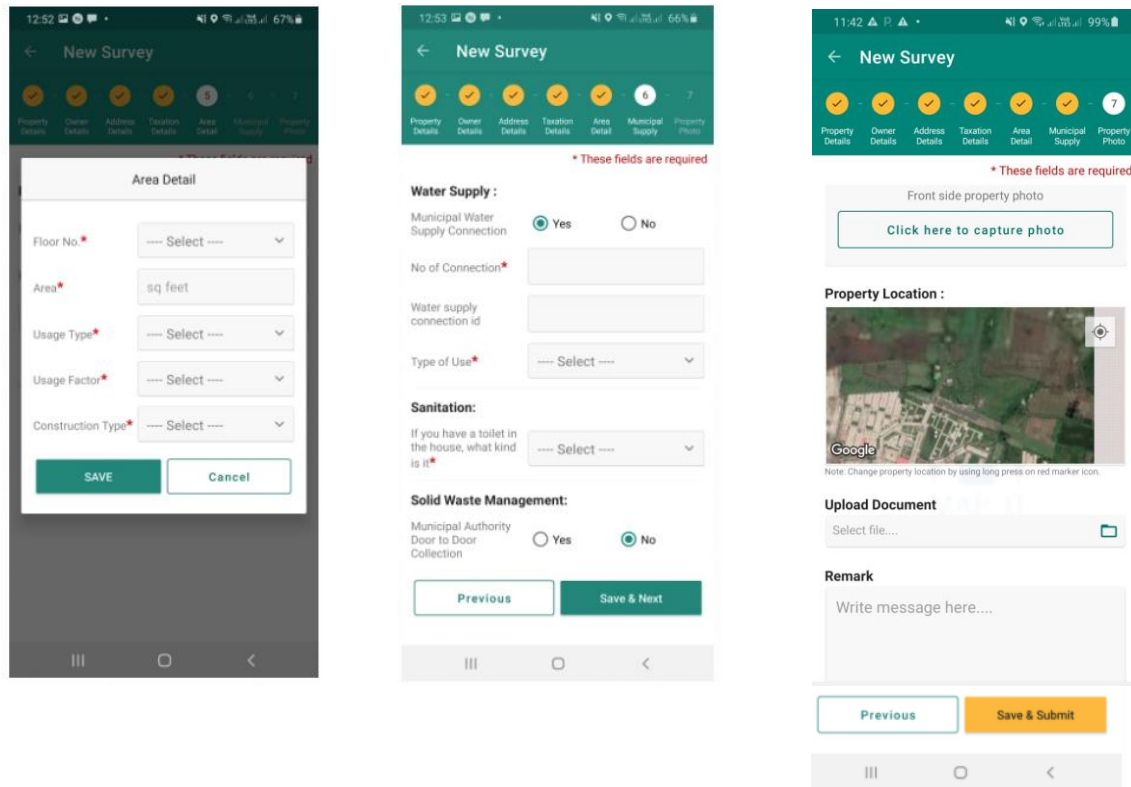 12:52 67%
New Survey
5 6 7
Property Owner Address Taxation Area Municipal Property
Details Details Details Details Detail Supply Photo
* These fields are required
Area Detail
Floor No.* ---- Select ----
Area* sq feet
Usage Type* ---- Select ----
Usage Factor* ---- Select ----
Construction Type* ---- Select ----
SAVE Cancel
12:53 66%
New Survey
6 7
Property Owner Address Taxation Area Municipal Property
Details Details Details Details Detail Supply Photo
* These fields are required
Water Supply :
Municipal Water
Supply Connection Yes No
No of Connection*
Water supply
connection id
Type of Use* ---- Select ----
Sanitation:
If you have a toilet in
the house, what kind ---- Select ----
is it*
Solid Waste Management:
Municipal Authority
Door to Door Yes No
Collection
Previous Save & Next
11:42 99%
New Survey
7
Property Owner Address Taxation Area Municipal Property
Details Details Details Details Detail Supply Photo
* These fields are required
Front side property photo
Click here to capture photo
Property Location :
Google
Note: Change property location by using long press on red marker icon.
Upload Document
Select file....
Remark
Write message here....
Previous Save & Submit